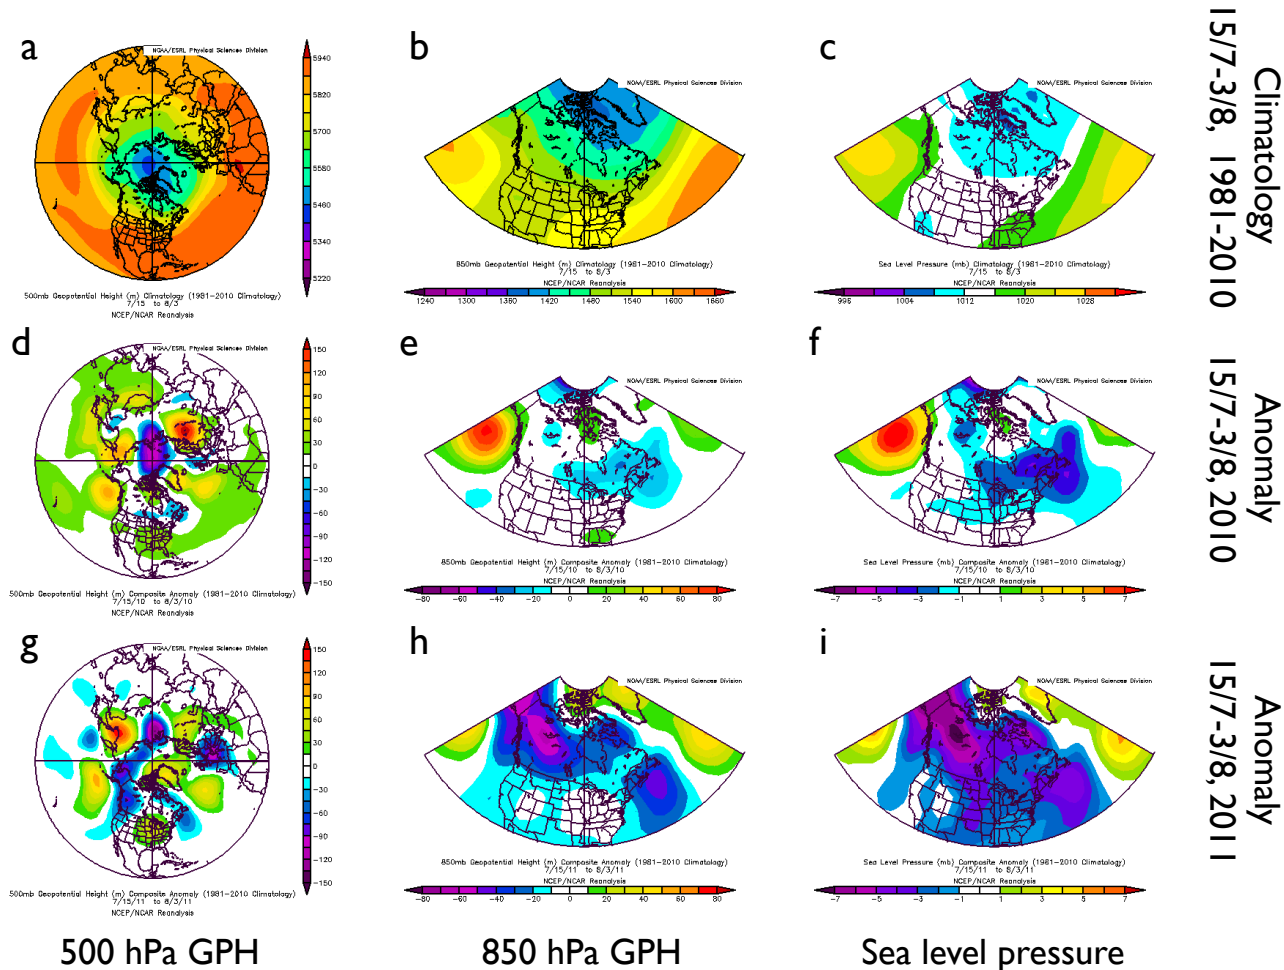 a
NOAA/ESRL Physical Sciences Division
5940
5820
5700
5580
5460
5340
5220
500mb Geopotential Height (m) Climatology (1981-2010 Climatology)
7/15 to 8/3
NCEP/NCAR Reanalysis
b
NOAA/ESRL Physical Sciences Division
850mb Geopotential Height (m) Climatology (1981-2010 Climatology)
7/15 to 8/3
NCEP/NCAR Reanalysis
1240 1300 1360 1420 1480 1540 1600 1660
c
NOAA/ESRL Physical Sciences Division
Sea Level Pressure (mb) Climatology (1981-2010 Climatology)
7/15 to 8/3
NCEP/NCAR Reanalysis
996 1004 1012 1020 1028
Climatology
15/7-3/8, 1981-2010
d
NOAA/ESRL Physical Sciences Division
150
120
90
60
30
0
-30
-60
-90
-120
-150
500mb Geopotential Height (m) Composite Anomaly (1981-2010 Climatology)
7/15/10 to 8/3/10
NCEP/NCAR Reanalysis
e
NOAA/ESRL Physical Sciences Division
850mb Geopotential Height (m) Composite Anomaly (1981-2010 Climatology)
7/15/10 to 8/3/10
NCEP/NCAR Reanalysis
-80 -60 -40 -20 0 20 40 60 80
f
NOAA/ESRL Physical Sciences Division
Sea Level Pressure (mb) Composite Anomaly (1981-2010 Climatology)
7/15/10 to 8/3/10
NCEP/NCAR Reanalysis
-7 -5 -3 -1 1 3 5 7
Anomaly
15/7-3/8, 2010
g
NOAA/ESRL Physical Sciences Division
150
120
90
60
30
0
-30
-60
-90
-120
-150
500mb Geopotential Height (m) Composite Anomaly (1981-2010 Climatology)
7/15/11 to 8/3/11
NCEP/NCAR Reanalysis
h
NOAA/ESRL Physical Sciences Division
850mb Geopotential Height (m) Composite Anomaly (1981-2010 Climatology)
7/15/11 to 8/3/11
NCEP/NCAR Reanalysis
-80 -60 -40 -20 0 20 40 60 80
i
NOAA/ESRL Physical Sciences Division
Sea Level Pressure (mb) Composite Anomaly (1981-2010 Climatology)
7/15/11 to 8/3/11
NCEP/NCAR Reanalysis
-7 -5 -3 -1 1 3 5 7
Anomaly
15/7-3/8, 2011
500 hPa GPH
850 hPa GPH
Sea level pressure